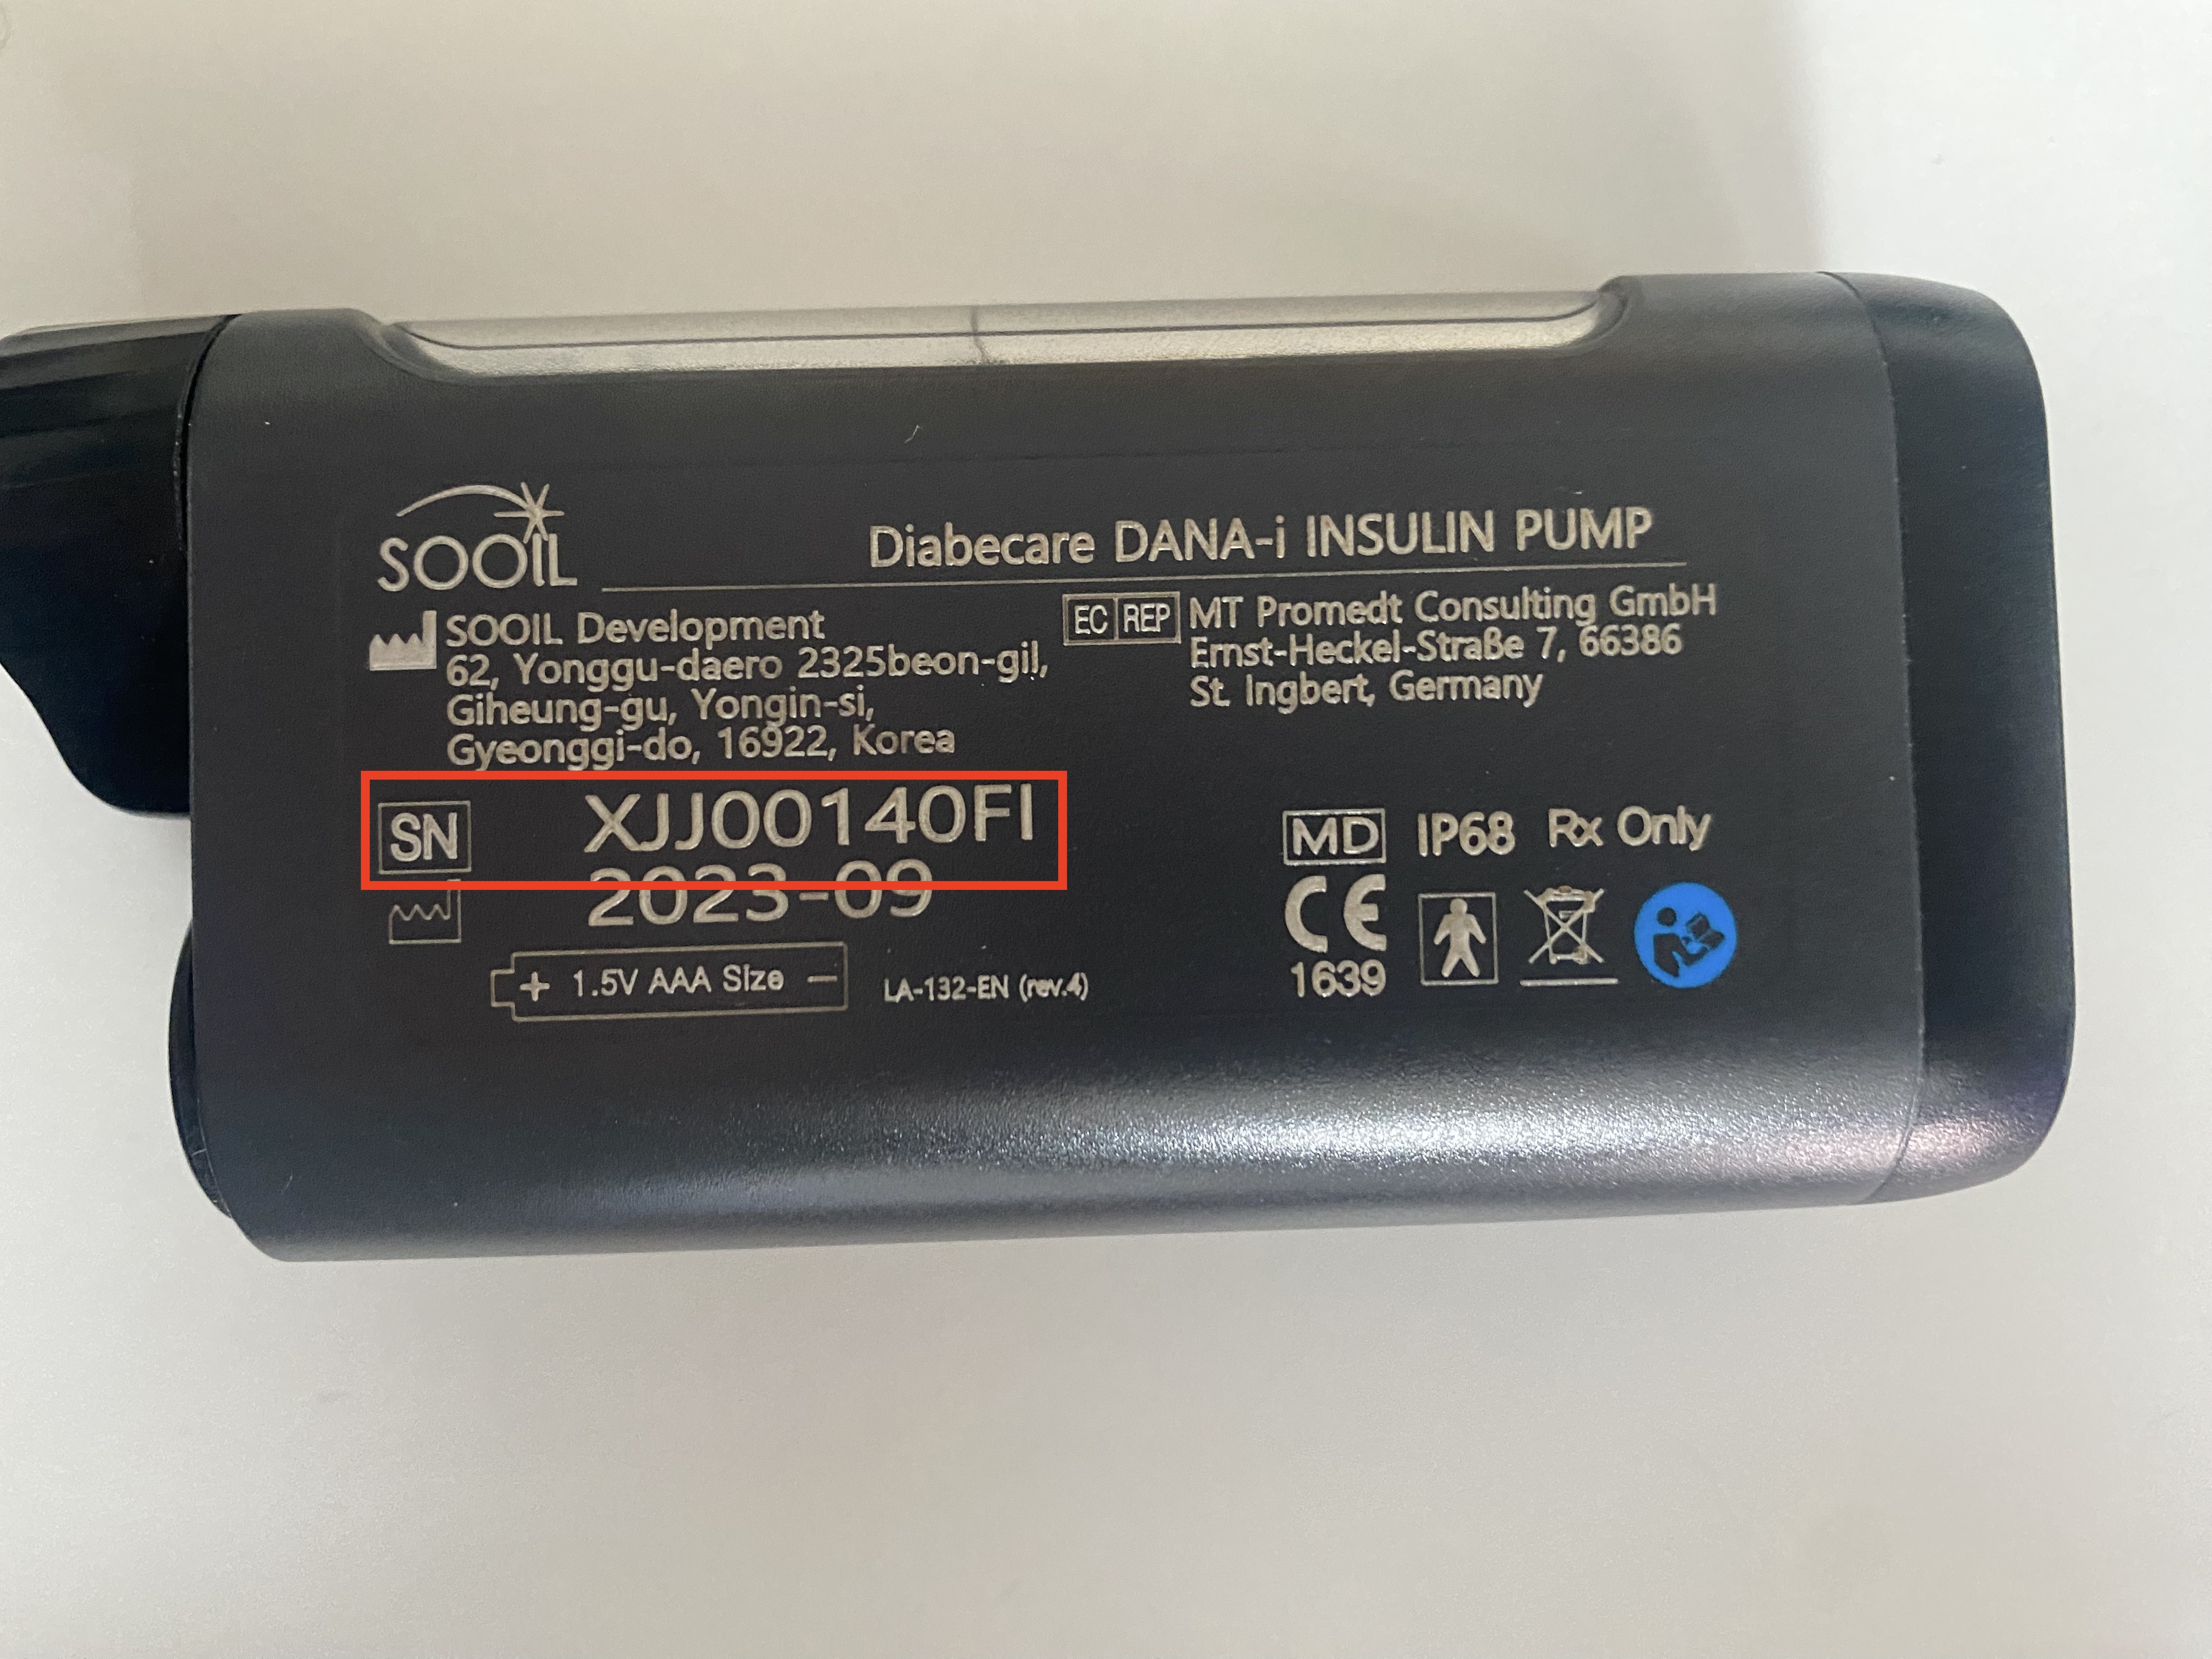 SOOIL
Diabecare DANA-i INSULIN PUMP
SOOIL Development
62, Yonggu-daero 2325beon-gil,
Giheung-gu, Yongin-si,
Gyeonggi-do, 16922, Korea
EC REP MT Promedt Consulting GmbH
Ernst-Heckel-Straße 7, 66386
St. Ingbert, Germany
SN XJJ00140FI
2023-09
+ 1.5V AAA Size −
LA-132-EN (rev.4)
MD IP68 Rx Only
CE
1639